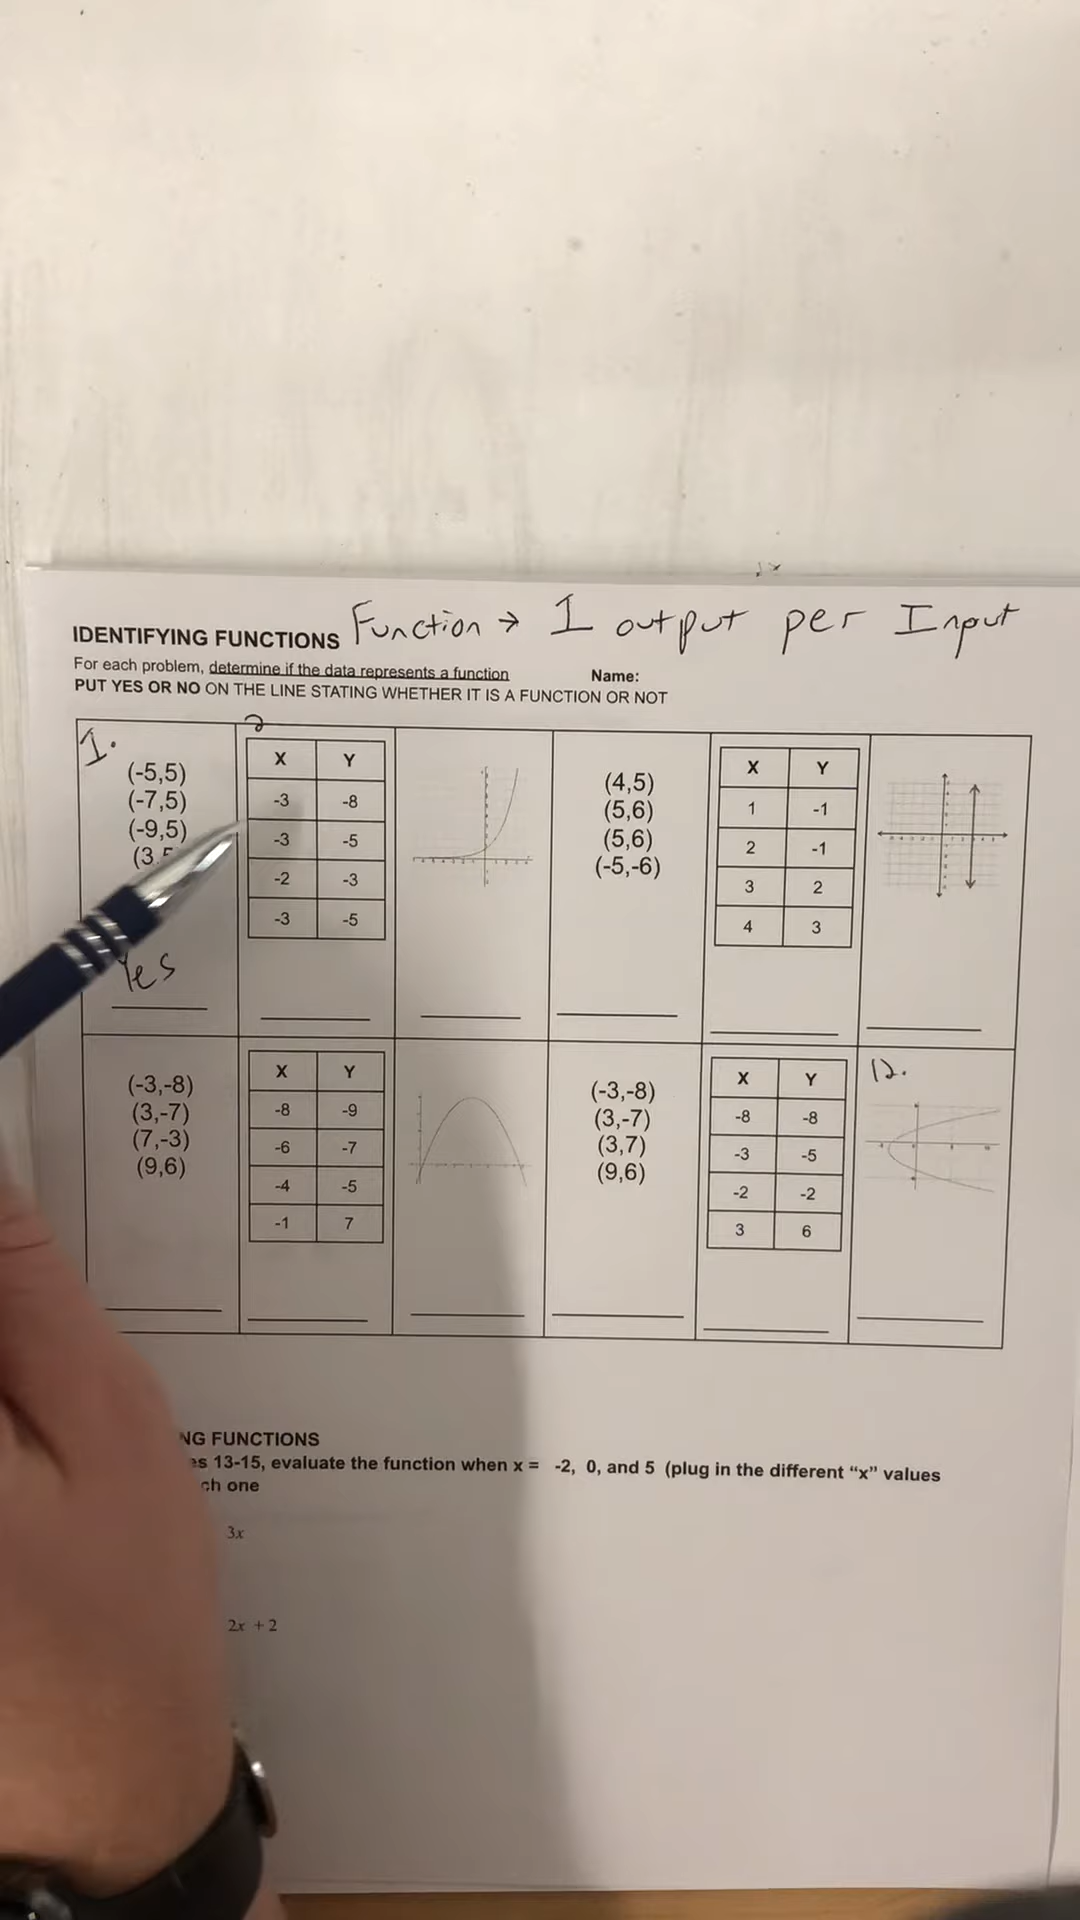 IDENTIFYING FUNCTIONS Function → 1 output per Input
For each problem, determine if the data represents a function Name:
PUT YES OR NO ON THE LINE STATING WHETHER IT IS A FUNCTION OR NOT
1.
(-5,5)
(-7,5)
(-9,5)
(3,5
Yes
2
X Y
-3 -8
-3 -5
-2 -3
-3 -5
(4,5)
(5,6)
(5,6)
(-5,-6)
X Y
1 -1
2 -1
3 2
4 3
(-3,-8)
(3,-7)
(7,-3)
(9,6)
X Y
-8 -9
-6 -7
-4 -5
-1 7
(-3,-8)
(3,-7)
(3,7)
(9,6)
X Y
-8 -8
-3 -5
-2 -2
3 6
12.
NG FUNCTIONS
es 13-15, evaluate the function when x = -2, 0, and 5 (plug in the different “x” values
ch one
3x
2x + 2